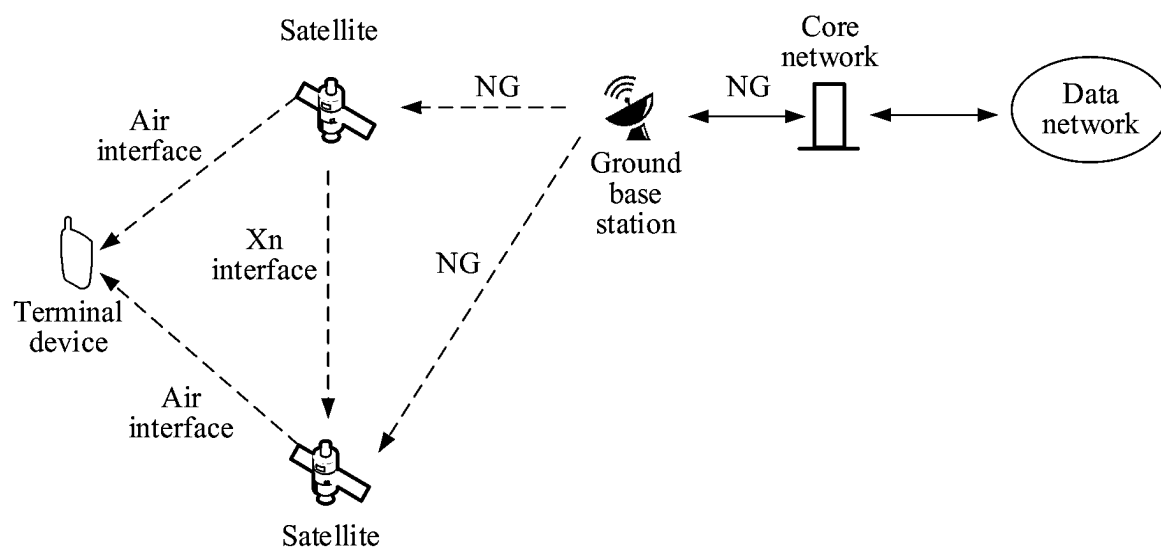 Satellite
NG
Core
network
NG
Data
network
Air
interface
Ground
base
station
Xn
interface
NG
Terminal
device
Air
interface
Satellite